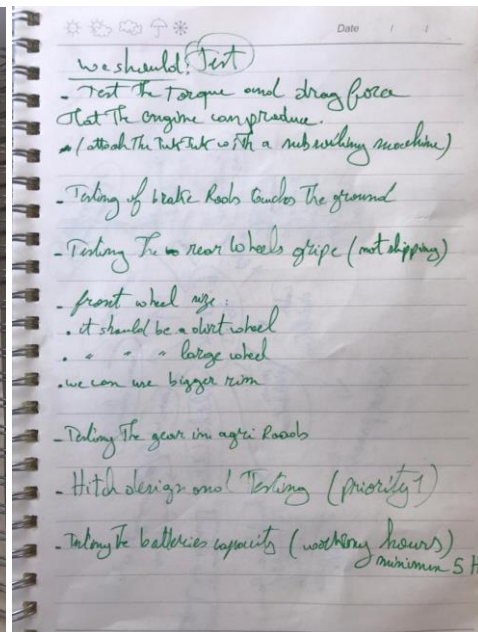 Date / /
we should: Test
- Test The Torque and drag force
that The engine can produce.
(attach The TukTuk with a subsoiling machine)
- Testing of brake Rods touches The ground
- Testing The rear wheels gripe (not slipping)
- front wheel size:
. it should be a dirt wheel
. " " " large wheel
. we can use bigger rim
- Testing The gear in agri Roads
- Hitch design and Testing (priority 1)
- Testing The batteries capacity (working hours)
minimum 5 H